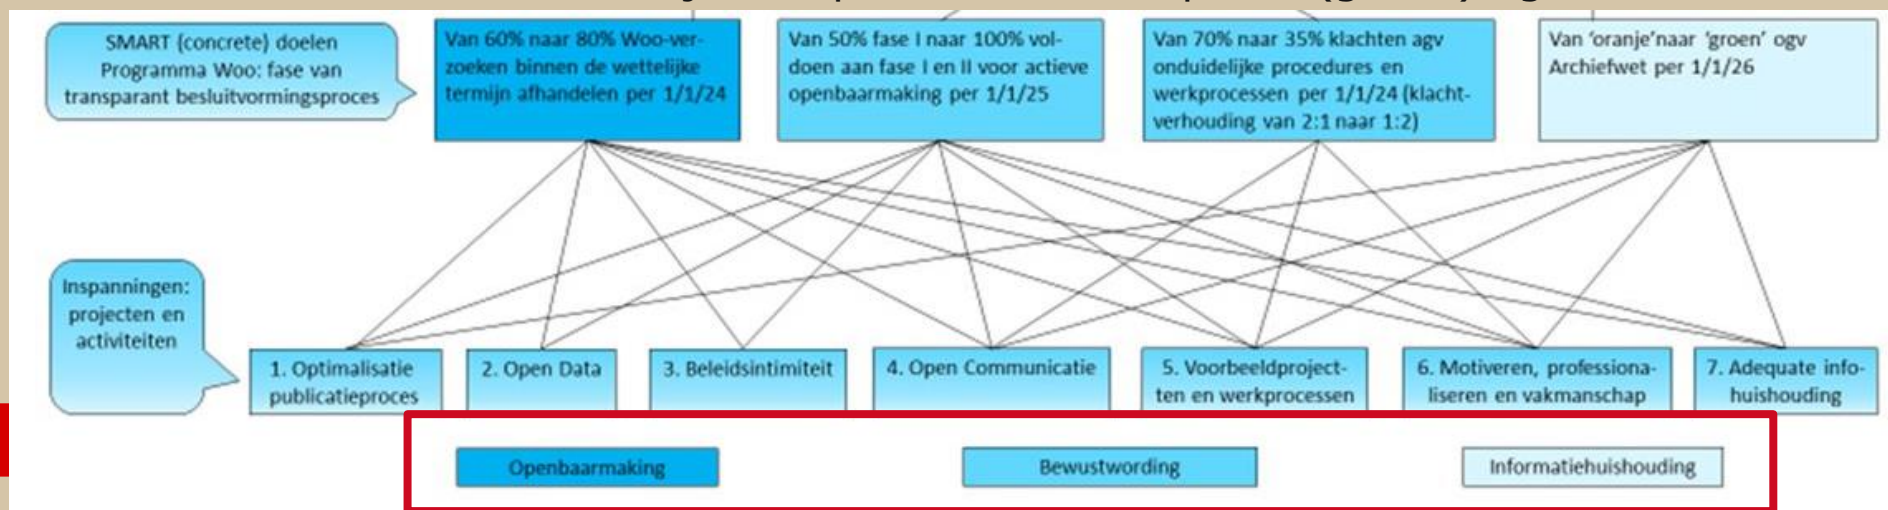 SMART (concrete) doelen
Programma Woo: fase van
transparant besluitvormingsproces
Van 60% naar 80% Woo-ver-
zoeken binnen de wettelijke
termijn afhandelen per 1/1/24
Van 50% fase I naar 100% vol-
doen aan fase I en II voor actieve
openbaarmaking per 1/1/25
Van 70% naar 35% klachten agv
onduidelijke procedures en
werkprocessen per 1/1/24 (klacht-
verhouding van 2:1 naar 1:2)
Van 'oranje'naar 'groen' ogv
Archiefwet per 1/1/26
Inspanningen:
projecten en
activiteiten
1. Optimalisatie
publicatieproces
2. Open Data
3. Beleidsintimiteit
4. Open Communicatie
5. Voorbeeldproject-
ten en werkprocessen
6. Motiveren, professiona-
liseren en vakmanschap
7. Adequate info-
huishouding
Openbaarmaking
Bewustwording
Informatiehuishouding